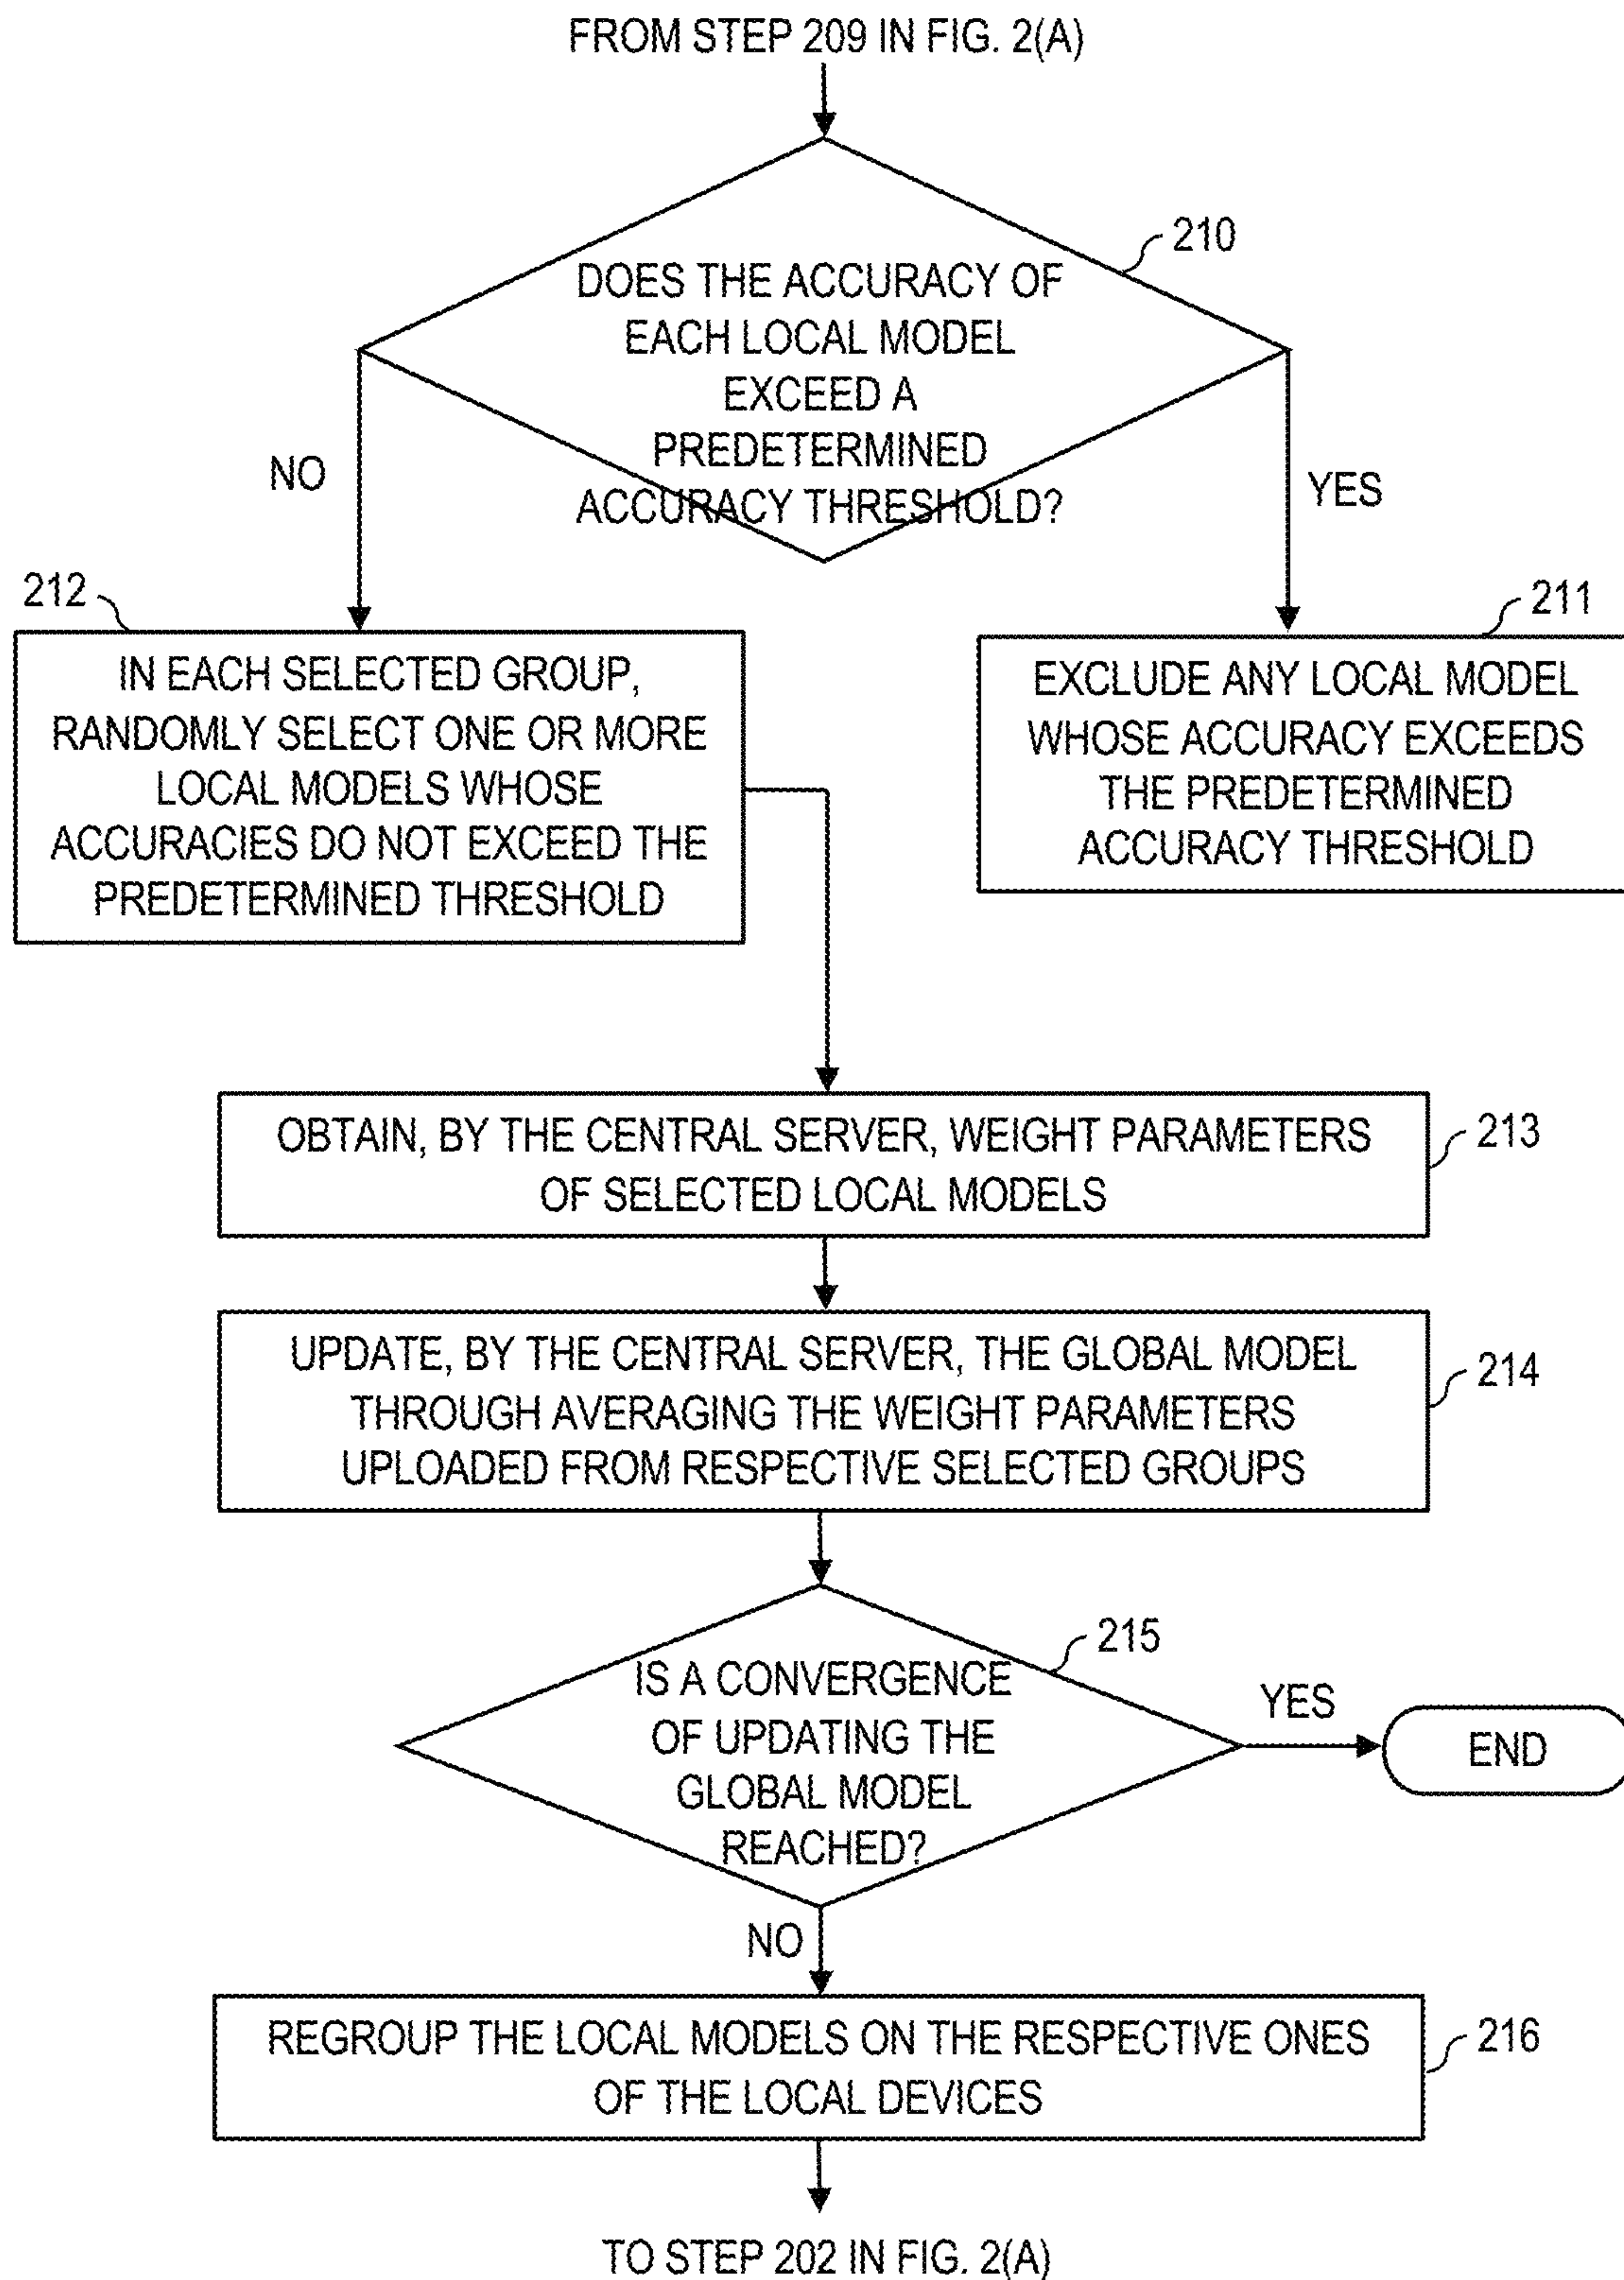 FROM STEP 209 IN FIG. 2(A)
210
DOES THE ACCURACY OF
EACH LOCAL MODEL
EXCEED A
PREDETERMINED
ACCURACY THRESHOLD?
NO
YES
212
IN EACH SELECTED GROUP,
RANDOMLY SELECT ONE OR MORE
LOCAL MODELS WHOSE
ACCURACIES DO NOT EXCEED THE
PREDETERMINED THRESHOLD
211
EXCLUDE ANY LOCAL MODEL
WHOSE ACCURACY EXCEEDS
THE PREDETERMINED
ACCURACY THRESHOLD
OBTAIN, BY THE CENTRAL SERVER, WEIGHT PARAMETERS
OF SELECTED LOCAL MODELS
213
UPDATE, BY THE CENTRAL SERVER, THE GLOBAL MODEL
THROUGH AVERAGING THE WEIGHT PARAMETERS
UPLOADED FROM RESPECTIVE SELECTED GROUPS
214
215
IS A CONVERGENCE
OF UPDATING THE
GLOBAL MODEL
REACHED?
YES
END
NO
REGROUP THE LOCAL MODELS ON THE RESPECTIVE ONES
OF THE LOCAL DEVICES
216
TO STEP 202 IN FIG. 2(A)